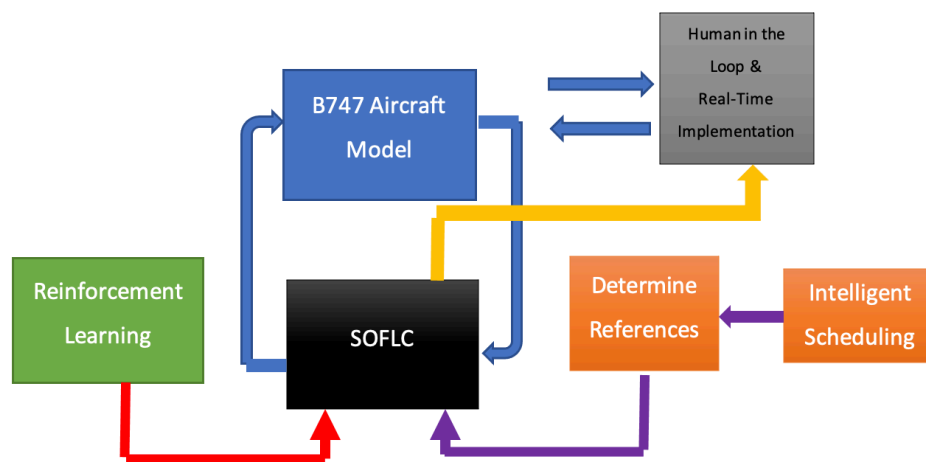 Human in the
Loop &
Real-Time
Implementation
B747 Aircraft
Model
Reinforcement
Learning
SOFLC
Determine
References
Intelligent
Scheduling